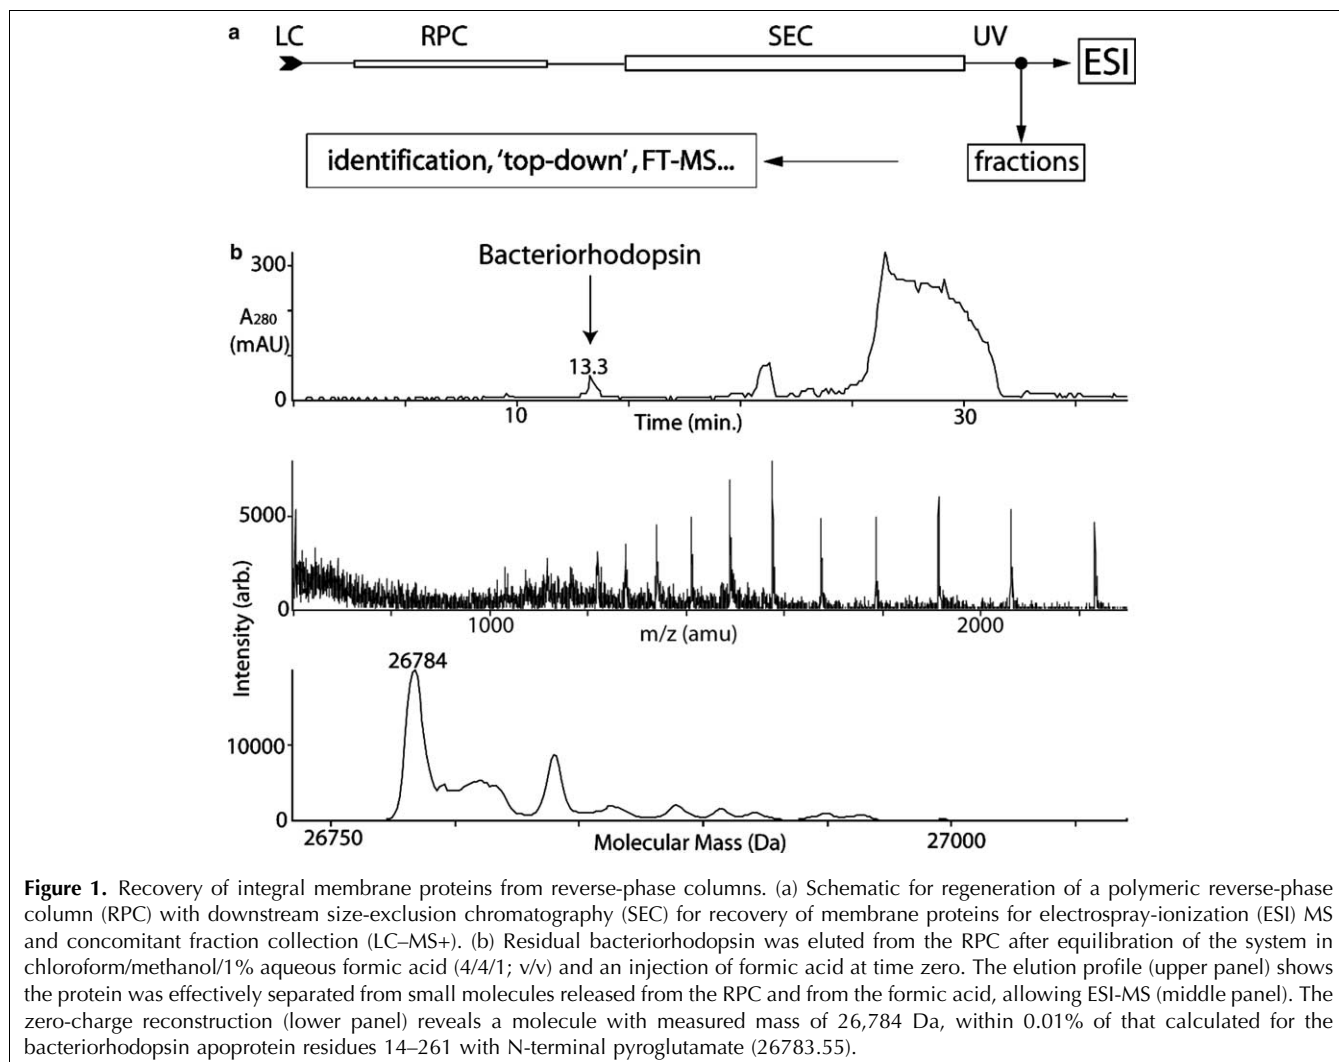 a LC RPC SEC UV
ESI
identification, ‘top-down’, FT-MS...
fractions
b Bacteriorhodopsin
300
A280
(mAU)
13.3
0
10 Time (min.) 30
5000
0
1000 m/z (amu) 2000
Intensity (arb.)
26784
10000
0
26750 Molecular Mass (Da) 27000
Figure 1. Recovery of integral membrane proteins from reverse-phase columns. (a) Schematic for regeneration of a polymeric reverse-phase
column (RPC) with downstream size-exclusion chromatography (SEC) for recovery of membrane proteins for electrospray-ionization (ESI) MS
and concomitant fraction collection (LC–MS+). (b) Residual bacteriorhodopsin was eluted from the RPC after equilibration of the system in
chloroform/methanol/1% aqueous formic acid (4/4/1; v/v) and an injection of formic acid at time zero. The elution profile (upper panel) shows
the protein was effectively separated from small molecules released from the RPC and from the formic acid, allowing ESI-MS (middle panel). The
zero-charge reconstruction (lower panel) reveals a molecule with measured mass of 26,784 Da, within 0.01% of that calculated for the
bacteriorhodopsin apoprotein residues 14–261 with N-terminal pyroglutamate (26783.55).